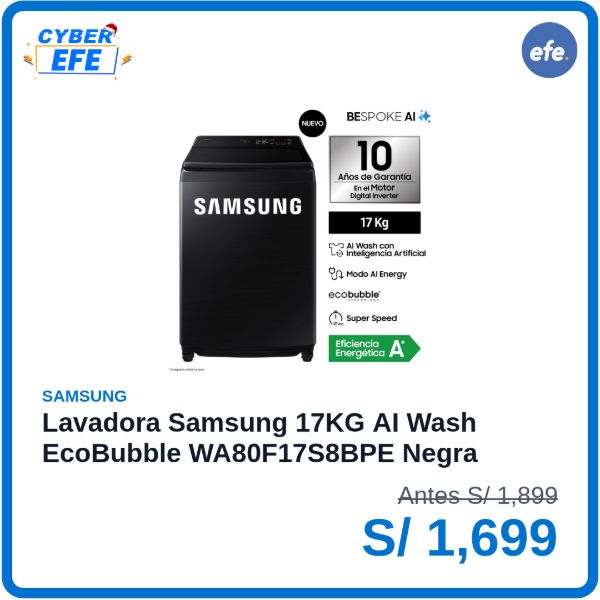 CYBER
EFE
efe.
NUEVO
BESPOKE AI
10
Años de Garantía
En el Motor
Digital Inverter
SAMSUNG
17 Kg
AI Wash con
Inteligencia Artificial
Modo AI Energy
ecobubble™
TECHNOLOGY
Super Speed
Eficiencia
Energética A*
SAMSUNG
Lavadora Samsung 17KG AI Wash
EcoBubble WA80F17S8BPE Negra
Antes S/ 1,899
S/ 1,699